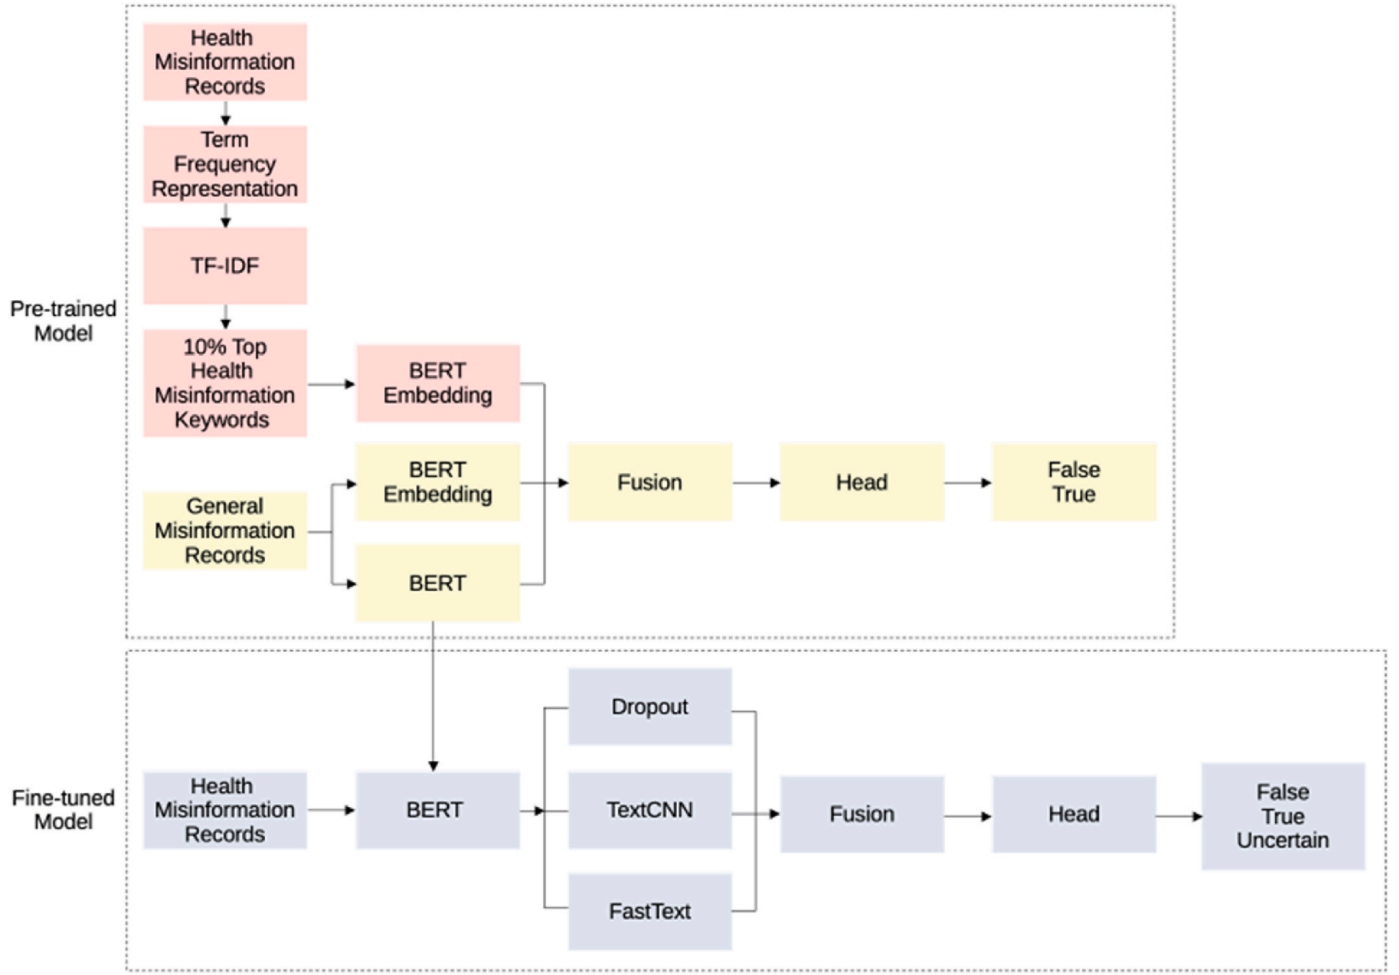 Pre-trained
Model
Health
Misinformation
Records
Term
Frequency
Representation
TF-IDF
10% Top
Health
Misinformation
Keywords
BERT
Embedding
General
Misinformation
Records
BERT
Embedding
BERT
Fusion
Head
False
True
Fine-tuned
Model
Health
Misinformation
Records
BERT
Dropout
TextCNN
FastText
Fusion
Head
False
True
Uncertain